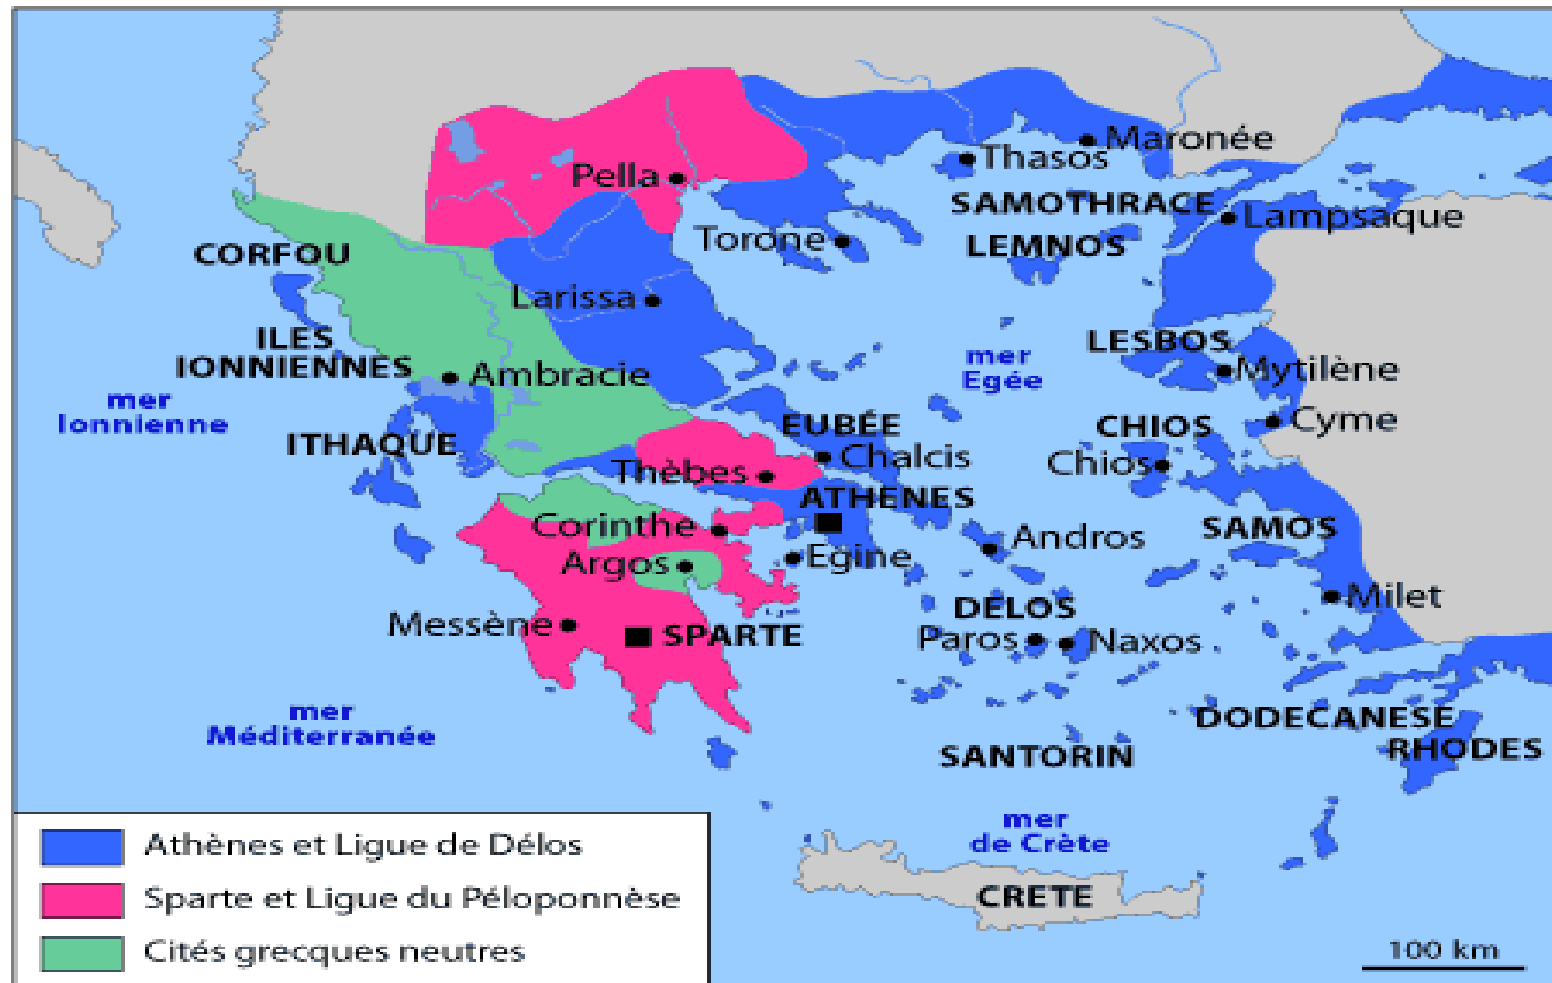 Maronée
Thasos
Pella
SAMOTHRACE
Lampsaque
Torone
LEMNOS
CORFOU
Larissa
ILES
IONNIENNES
LESBOS
mer
Egée
Mytilène
Ambracie
mer
Ionnienne
EUBÉE
CHIOS
Cyme
ITHAQUE
Chalcis
Chios
Thèbes
ATHENES
Corinthe
SAMOS
Andros
Egine
Argos
Milet
DELOS
Messène
SPARTE
Paros
Naxos
mer
Méditerranée
DODECANESE
RHODES
SANTORIN
mer
de Crète
CRETE
Athènes et Ligue de Délos
Sparte et Ligue du Péloponnèse
Cités grecques neutres
100 km